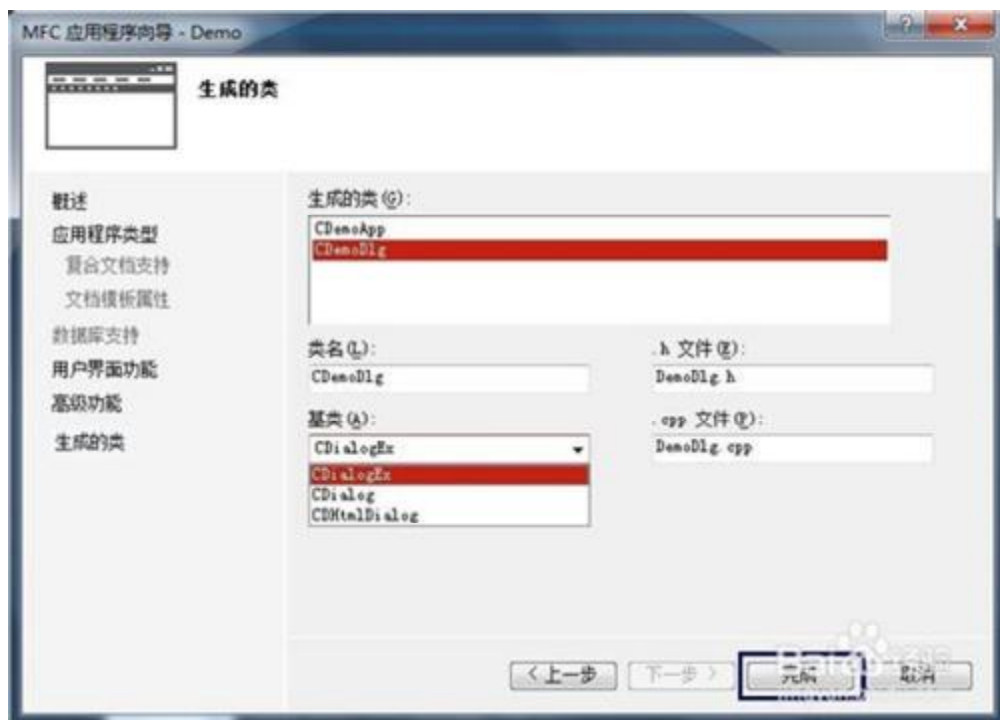 MFC 应用程序向导 - Demo
生成的类
概述
应用程序类型
复合文档支持
文档模板属性
数据库支持
用户界面功能
高级功能
生成的类
生成的类(G):
CDemoApp
CDemoDlg
类名(L):
CDemoDlg
.h 文件(E):
DemoDlg.h
基类(A):
CDialogEx
CDialogEx
CDialog
CDHtmlDialog
.cpp 文件(P):
DemoDlg.cpp
< 上一步
下一步 >
完成
取消